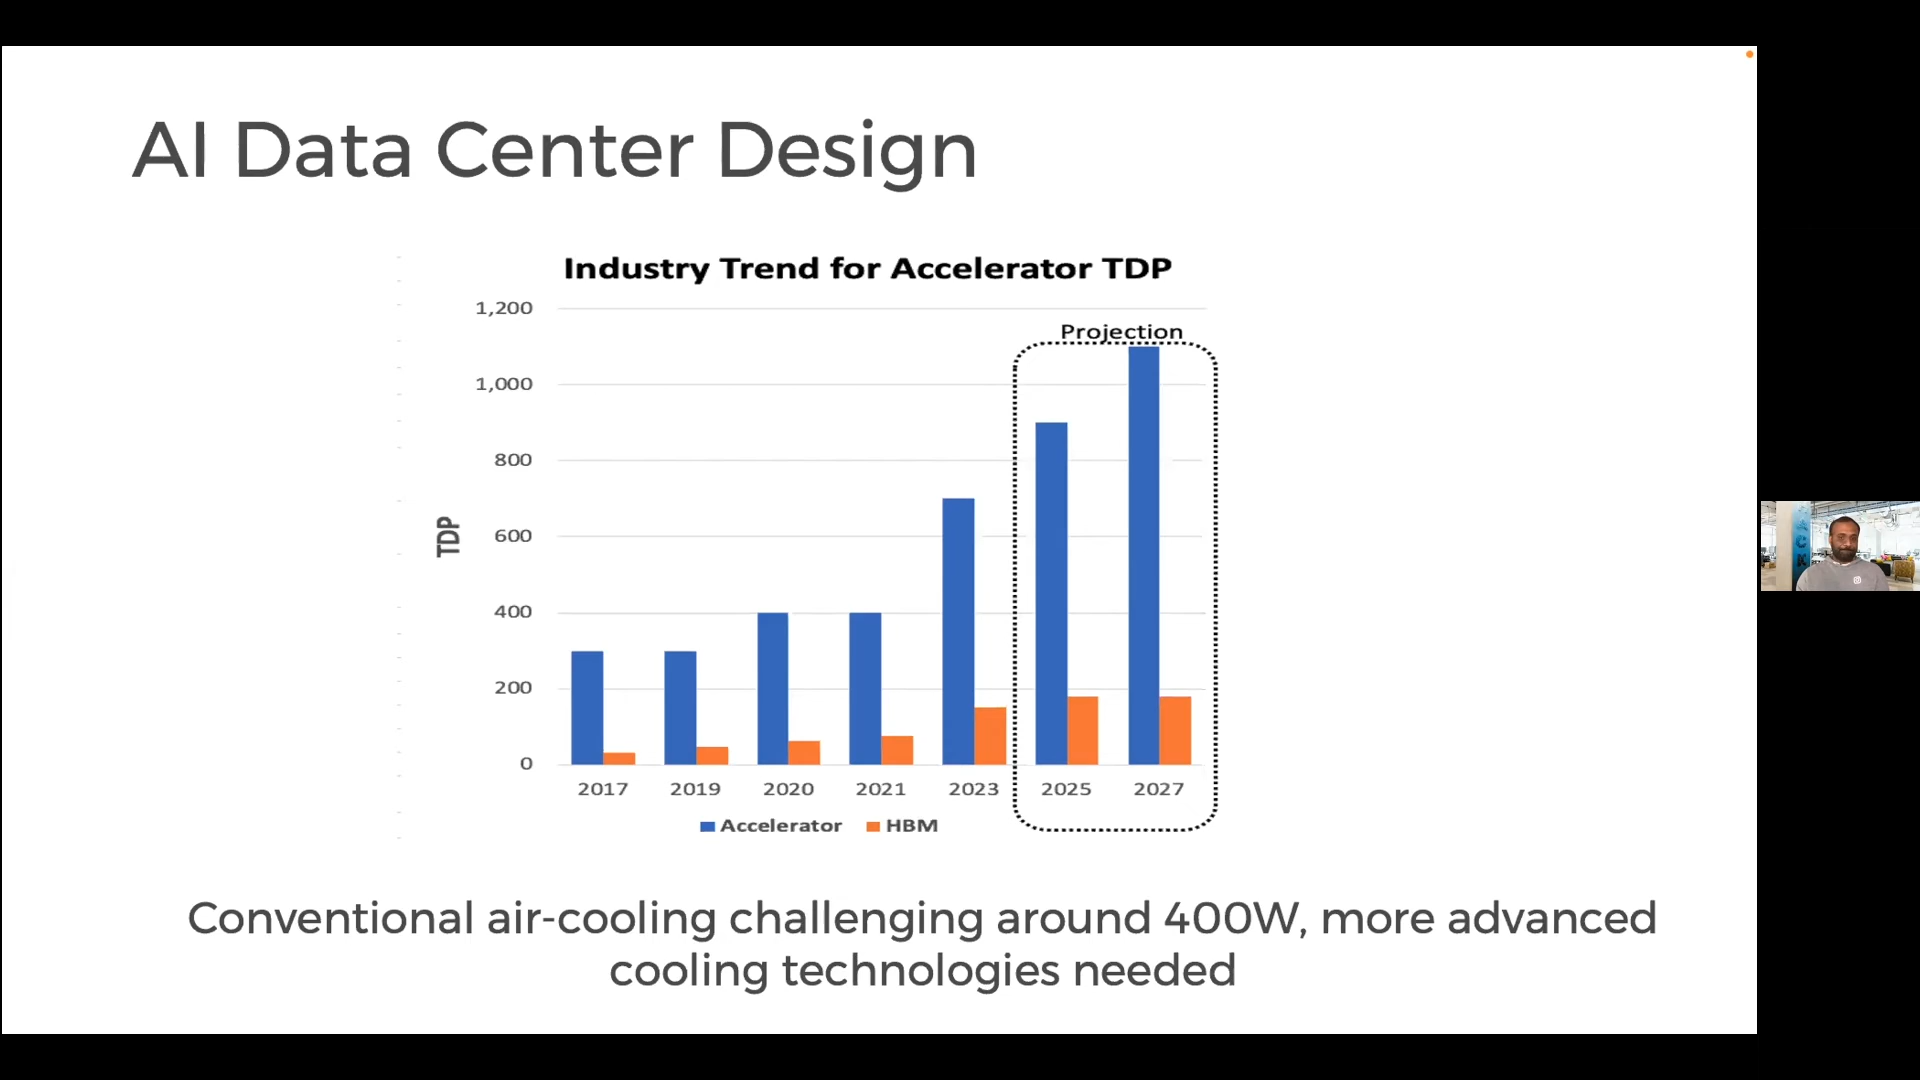 AI Data Center Design
Industry Trend for Accelerator TDP
1,200
Projection
1,000
800
TDP
600
400
200
0
2017 2019 2020 2021 2023 2025 2027
Accelerator HBM
Conventional air-cooling challenging around 400W, more advanced
cooling technologies needed